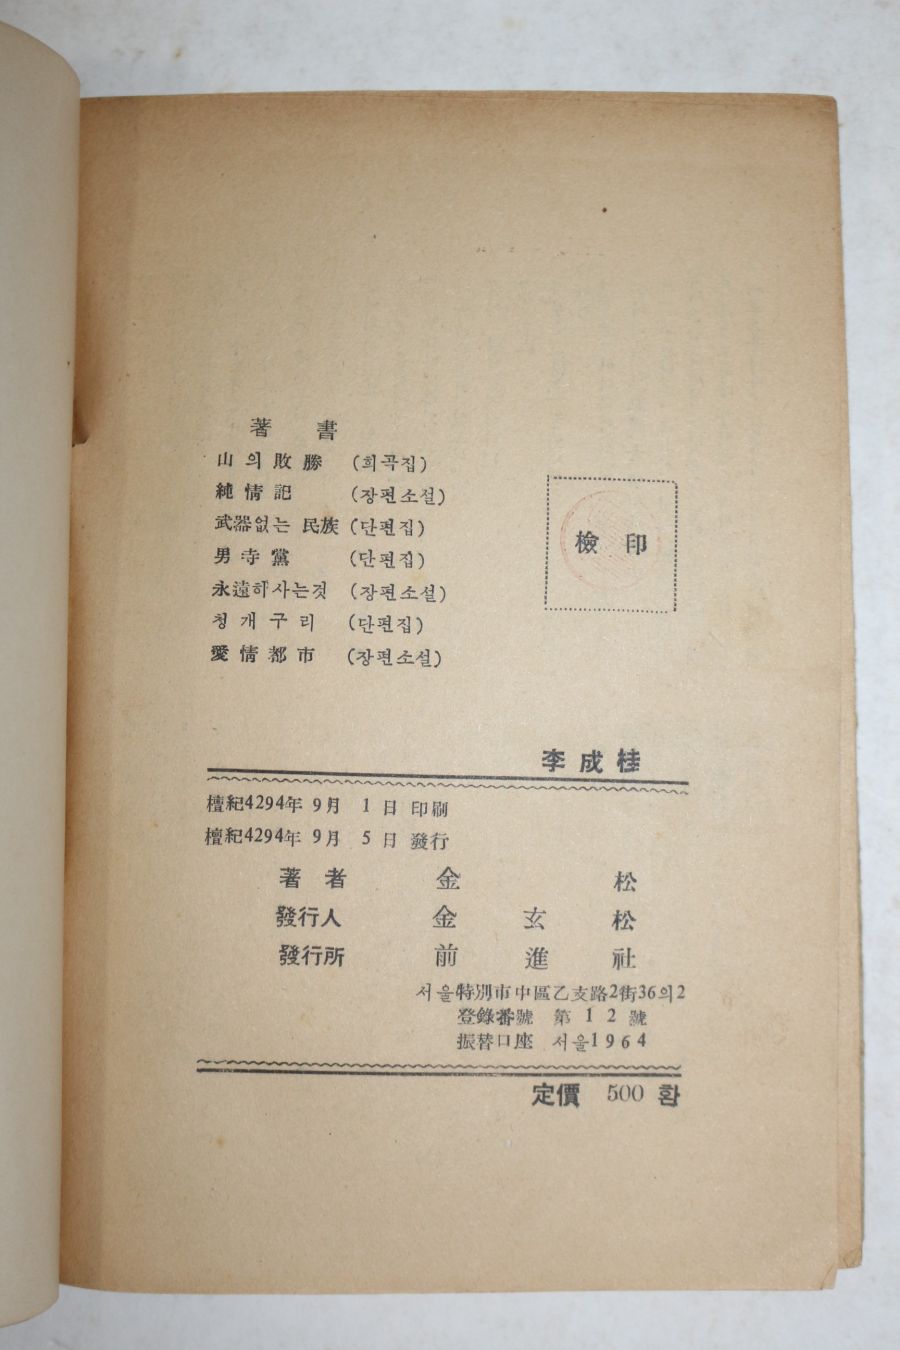 著 書
山의 敗勝 (희곡집)
純情記 (장편소설)
武器없는 民族 (단편집)
男寺黨 (단편집)
永遠히사는것 (장편소설)
청개구리 (단편집)
愛情都市 (장편소설)
檢印
李成桂
檀紀4294年 9月 1日 印刷
檀紀4294年 9月 5日 發行
著者 金松
發行人 金玄松
發行所 前進社
서울特別市中區乙支路2街36의2
登錄番號 第12號
振替口座 서울1964
定價 500 환